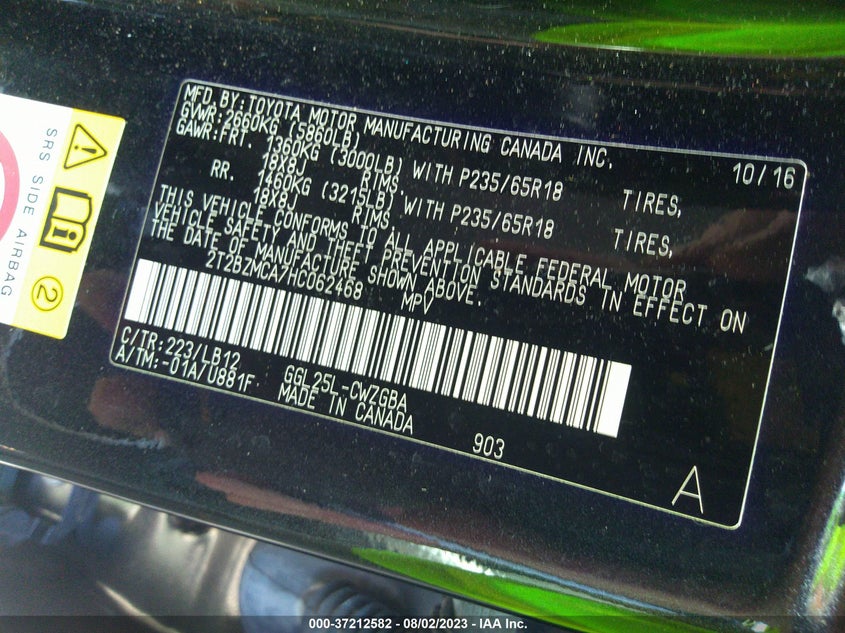 MFD. BY: TOYOTA MOTOR MANUFACTURING CANADA INC. 10/16
GVWR: 2660KG (5860LB)
GAWR: FRT. 1360KG (3000LB) WITH P235/65R18 TIRES,
18X8J RIMS
RR. 1460KG (3215LB) WITH P235/65R18 TIRES,
18X8J RIMS
THIS VEHICLE CONFORMS TO ALL APPLICABLE FEDERAL MOTOR
VEHICLE SAFETY AND THEFT PREVENTION STANDARDS IN EFFECT ON
THE DATE OF MANUFACTURE SHOWN ABOVE.
2T2BZMCA7HC062468 MPV
C/TR: 223/LB12
A/TM: -01A/U881F GGL25L-CWZGBA
MADE IN CANADA 903
A
SRS SIDE AIRBAG
2
000-37212582 - 08/02/2023 - IAA Inc.